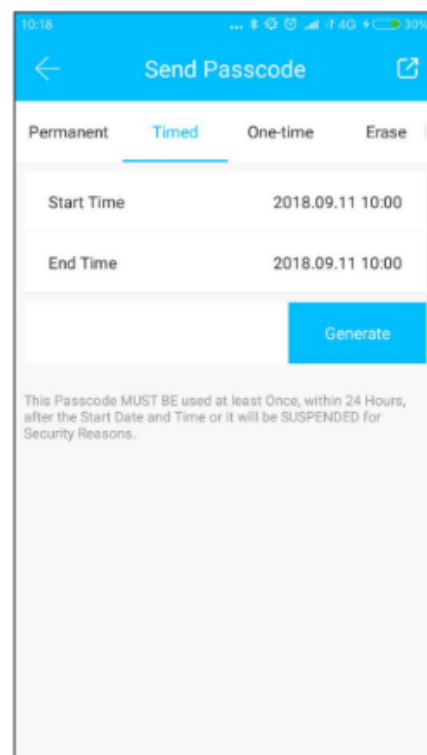 10:18 ... 4G 30%
Send Passcode
Permanent Timed One-time Erase
Start Time 2018.09.11 10:00
End Time 2018.09.11 10:00
Generate
This Passcode MUST BE used at least Once, within 24 Hours,
after the Start Date and Time or it will be SUSPENDED for
Security Reasons.